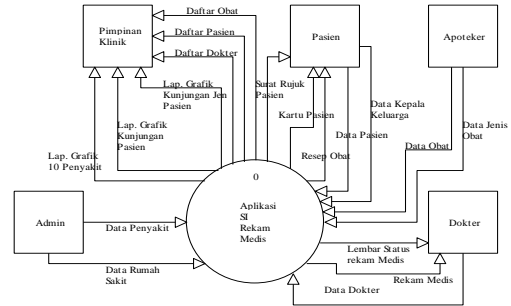 Daftar Obat
Pimpinan
Klinik
Daftar Pasien
Daftar Dokter
Pasien
Apoteker
Lap. Grafik
Kunjungan Jen
Pasien
Surat Rujuk
Pasien
Kartu Pasien
Data Kepala
Keluarga
Lap. Grafik
Kunjungan
Pasien
Data Pasien
Data Jenis
Obat
Data Obat
Resep Obat
Lap. Grafik
10 Penyakit
0
Aplikasi
SI
Rekam
Medis
Admin
Data Penyakit
Dokter
Lembar Status
rekam Medis
Data Rumah
Sakit
Rekam Medis
Data Dokter